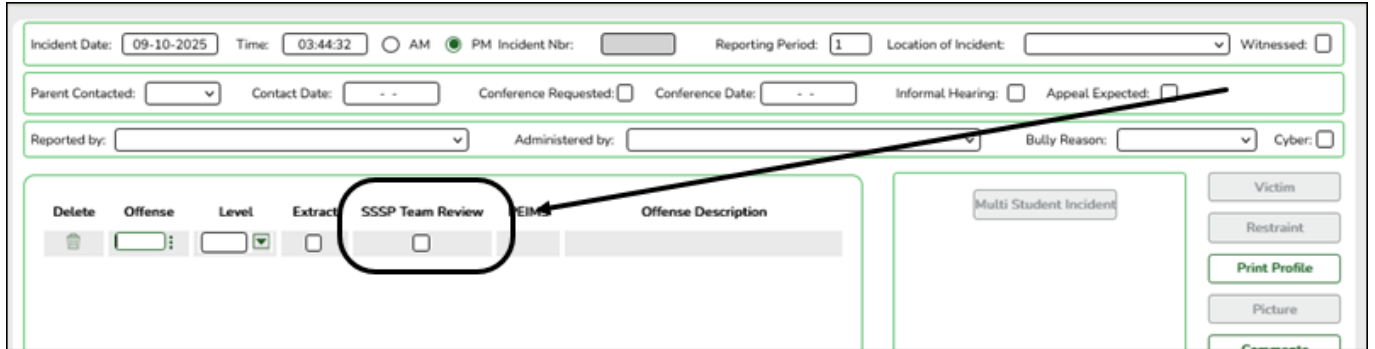 Incident Date: 09-10-2025 Time: 03:44:32 AM PM Incident Nbr: Reporting Period: 1 Location of Incident: Witnessed:
Parent Contacted: Contact Date: - - Conference Requested: Conference Date: - - Informal Hearing: Appeal Expected:
Reported by: Administered by: Bully Reason: Cyber:
Delete Offense Level Extract SSSP Team Review PEIMS Offense Description
Multi Student Incident
Victim
Restraint
Print Profile
Picture
Comments